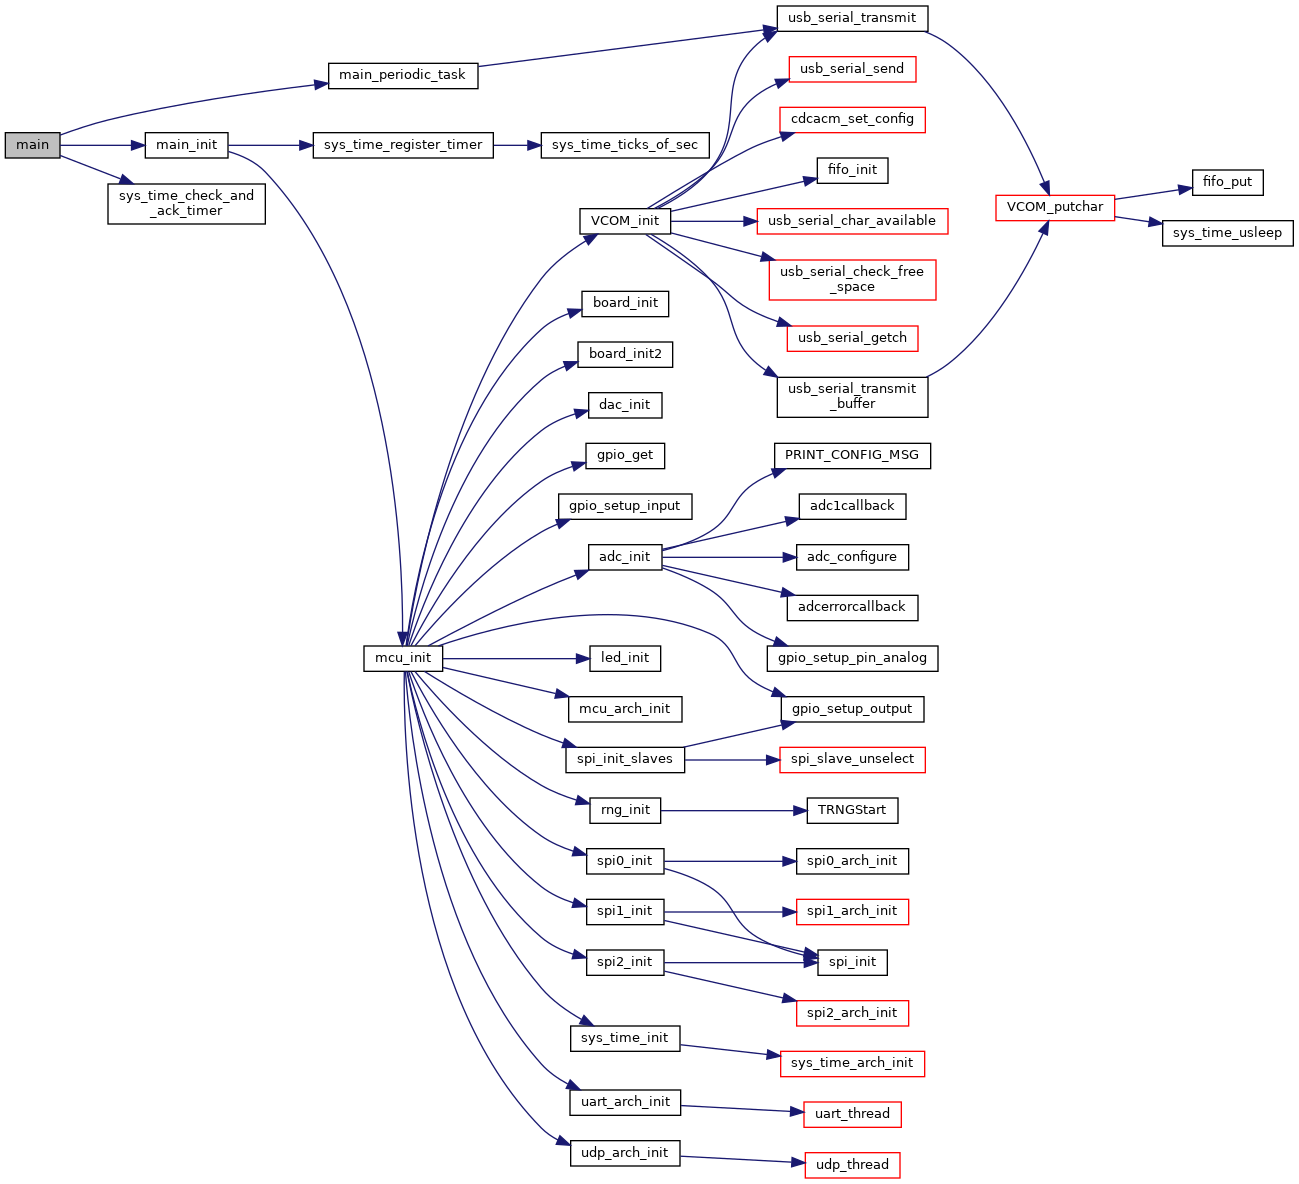 main
main_periodic_task
main_init
sys_time_check_and
_ack_timer
sys_time_register_timer
sys_time_ticks_of_sec
mcu_init
VCOM_init
board_init
board_init2
dac_init
gpio_get
gpio_setup_input
adc_init
led_init
mcu_arch_init
spi_init_slaves
rng_init
spi0_init
spi1_init
spi2_init
sys_time_init
uart_arch_init
udp_arch_init
usb_serial_transmit
usb_serial_send
cdcacm_set_config
fifo_init
usb_serial_char_available
usb_serial_check_free
_space
usb_serial_getch
usb_serial_transmit
_buffer
PRINT_CONFIG_MSG
adc1callback
adc_configure
adcerrorcallback
gpio_setup_pin_analog
gpio_setup_output
spi_slave_unselect
TRNGStart
spi0_arch_init
spi1_arch_init
spi_init
spi2_arch_init
sys_time_arch_init
uart_thread
udp_thread
VCOM_putchar
fifo_put
sys_time_usleep